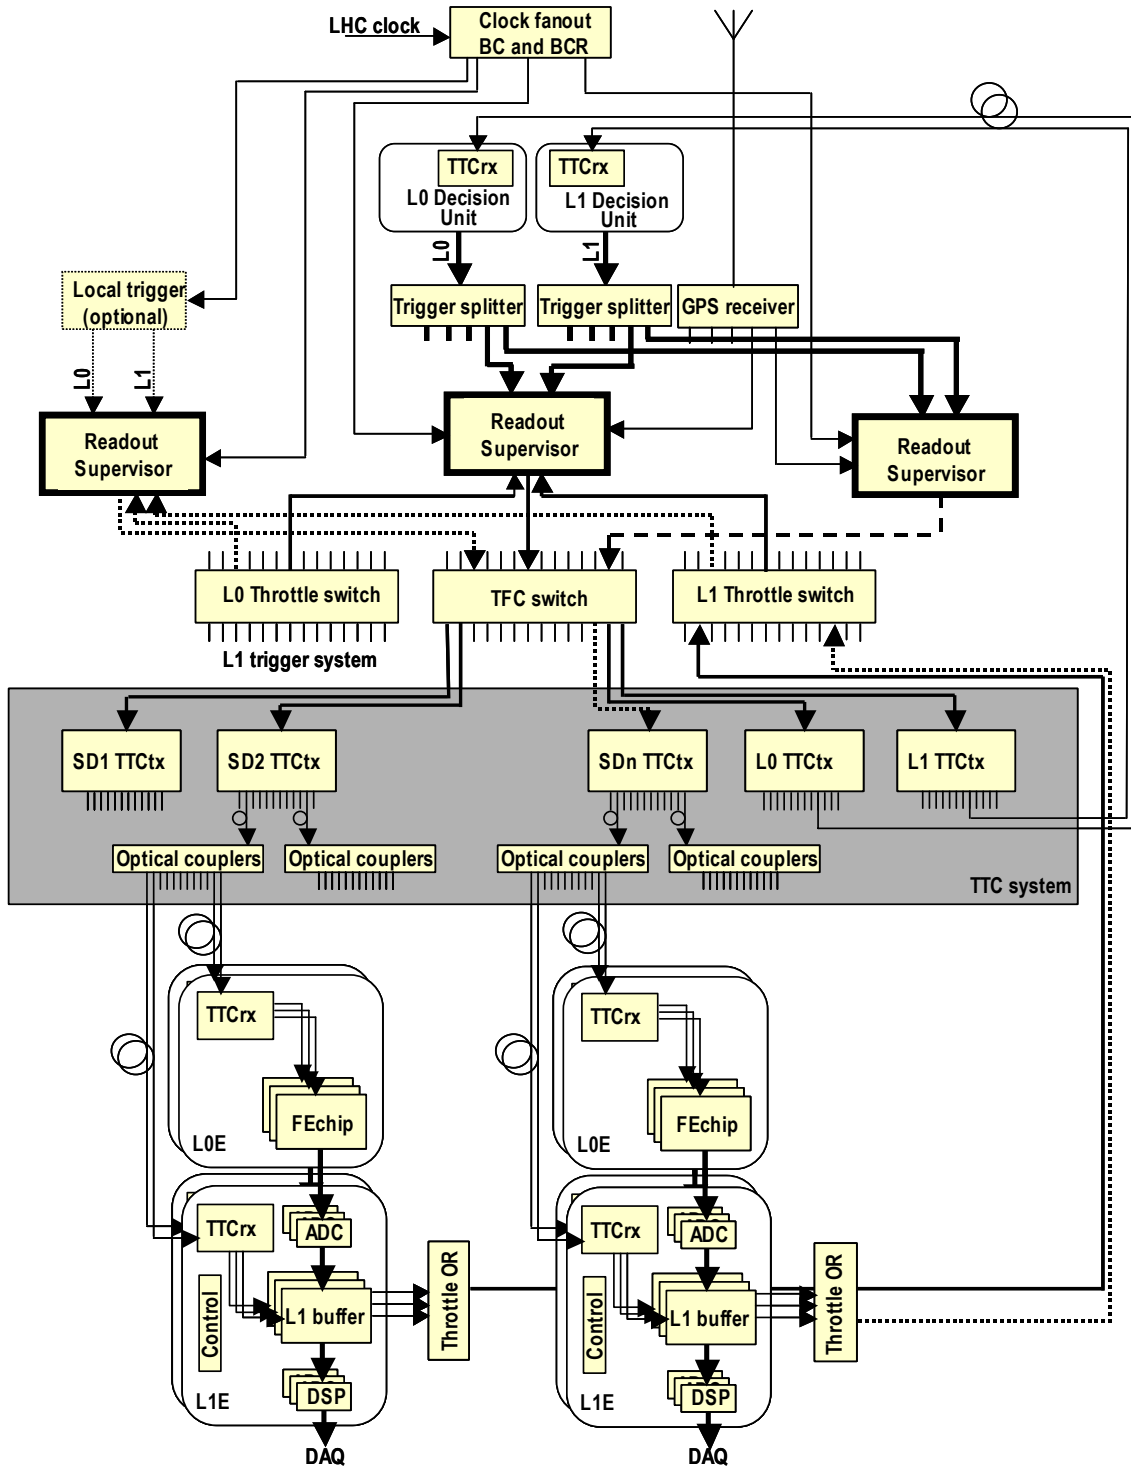 LHC clock
Clock fanout
BC and BCR
TTCrx
L0 Decision
Unit
TTCrx
L1 Decision
Unit
L0
L1
Local trigger
(optional)
Trigger splitter
Trigger splitter
GPS receiver
L0
L1
Readout
Supervisor
Readout
Supervisor
Readout
Supervisor
L0 Throttle switch
TFC switch
L1 Throttle switch
L1 trigger system
SD1 TTCtx
SD2 TTCtx
SDn TTCtx
L0 TTCtx
L1 TTCtx
Optical couplers
Optical couplers
Optical couplers
Optical couplers
TTC system
TTCrx
FEchip
L0E
TTCrx
FEchip
L0E
TTCrx
ADC
Control
L1 buffer
Throttle OR
DSP
L1E
DAQ
TTCrx
ADC
Control
L1 buffer
Throttle OR
DSP
L1E
DAQ